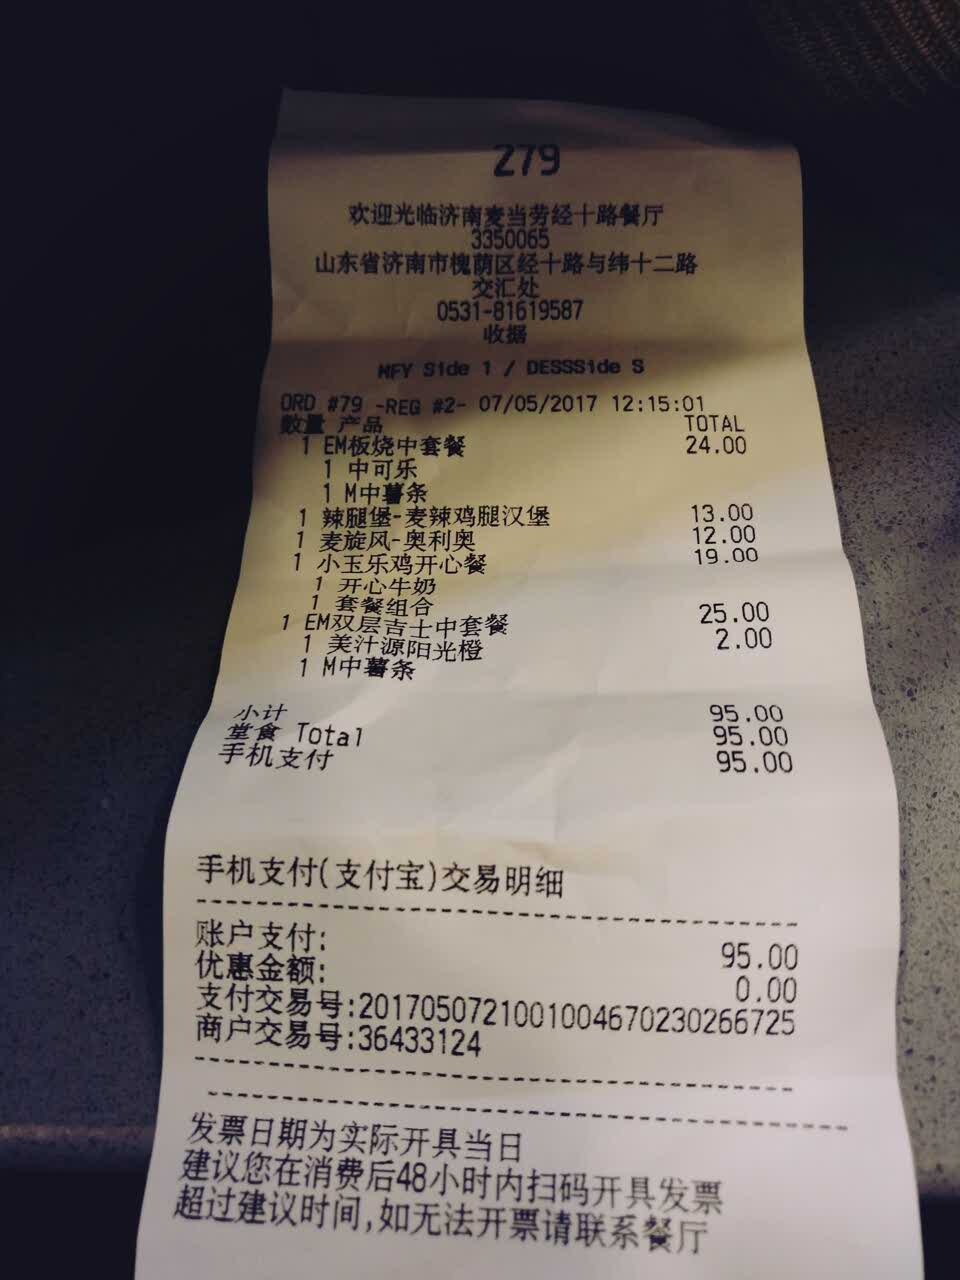 279
欢迎光临济南麦当劳经十路餐厅
3350065
山东省济南市槐荫区经十路与纬十二路
交汇处
0531-81619587
收据
MFY Side 1 / DESSSide S
ORD #79 -REG #2- 07/05/2017 12:15:01
数量 产品 TOTAL
1 EM板烧中套餐 24.00
1 中可乐
1 M中薯条
1 辣腿堡-麦辣鸡腿汉堡 13.00
1 麦旋风-奥利奥 12.00
1 小玉乐鸡开心餐 19.00
1 开心牛奶
1 套餐组合
1 EM双层吉士中套餐 25.00
1 美汁源阳光橙 2.00
1 M中薯条
小计 95.00
堂食 Total 95.00
手机支付 95.00
手机支付(支付宝)交易明细
账户支付: 95.00
优惠金额: 0.00
支付交易号:2017050721001004670230266725
商户交易号:36433124
发票日期为实际开具当日
建议您在消费后48小时内扫码开具发票
超过建议时间,如无法开票请联系餐厅